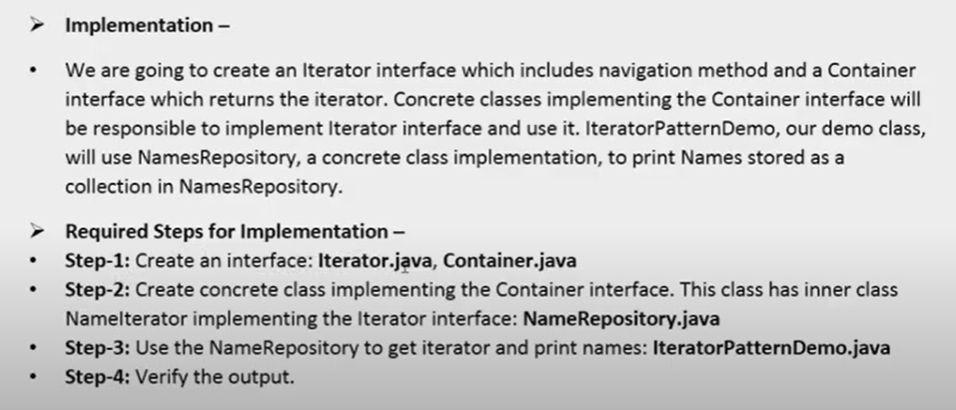 ➤ Implementation –
• We are going to create an Iterator interface which includes navigation method and a Container
interface which returns the iterator. Concrete classes implementing the Container interface will
be responsible to implement Iterator interface and use it. IteratorPatternDemo, our demo class,
will use NamesRepository, a concrete class implementation, to print Names stored as a
collection in NamesRepository.
➤ Required Steps for Implementation –
• Step-1: Create an interface: Iterator.java, Container.java
• Step-2: Create concrete class implementing the Container interface. This class has inner class
NameIterator implementing the Iterator interface: NameRepository.java
• Step-3: Use the NameRepository to get iterator and print names: IteratorPatternDemo.java
• Step-4: Verify the output.